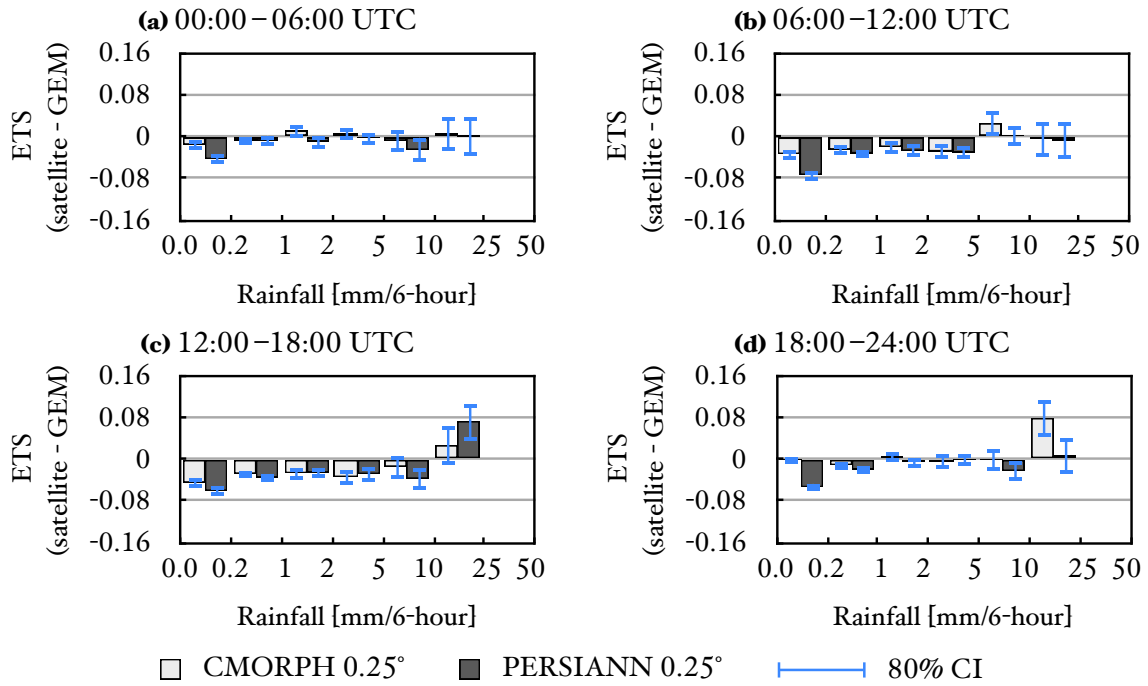 (a) 00:00–06:00 UTC
ETS
(satellite - GEM)
0.16
0.08
0
-0.08
-0.16
0.0 0.2 1 2 5 10 25 50
Rainfall [mm/6-hour]
(b) 06:00–12:00 UTC
ETS
(satellite - GEM)
0.16
0.08
0
-0.08
-0.16
0.0 0.2 1 2 5 10 25 50
Rainfall [mm/6-hour]
(c) 12:00–18:00 UTC
ETS
(satellite - GEM)
0.16
0.08
0
-0.08
-0.16
0.0 0.2 1 2 5 10 25 50
Rainfall [mm/6-hour]
(d) 18:00–24:00 UTC
ETS
(satellite - GEM)
0.16
0.08
0
-0.08
-0.16
0.0 0.2 1 2 5 10 25 50
Rainfall [mm/6-hour]
CMORPH 0.25° PERSIANN 0.25° 80% CI